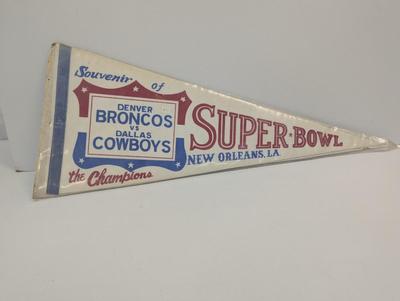 Souvenir of
DENVER
BRONCOS
VS
DALLAS
COWBOYS
the Champions
SUPER-BOWL
NEW ORLEANS, LA